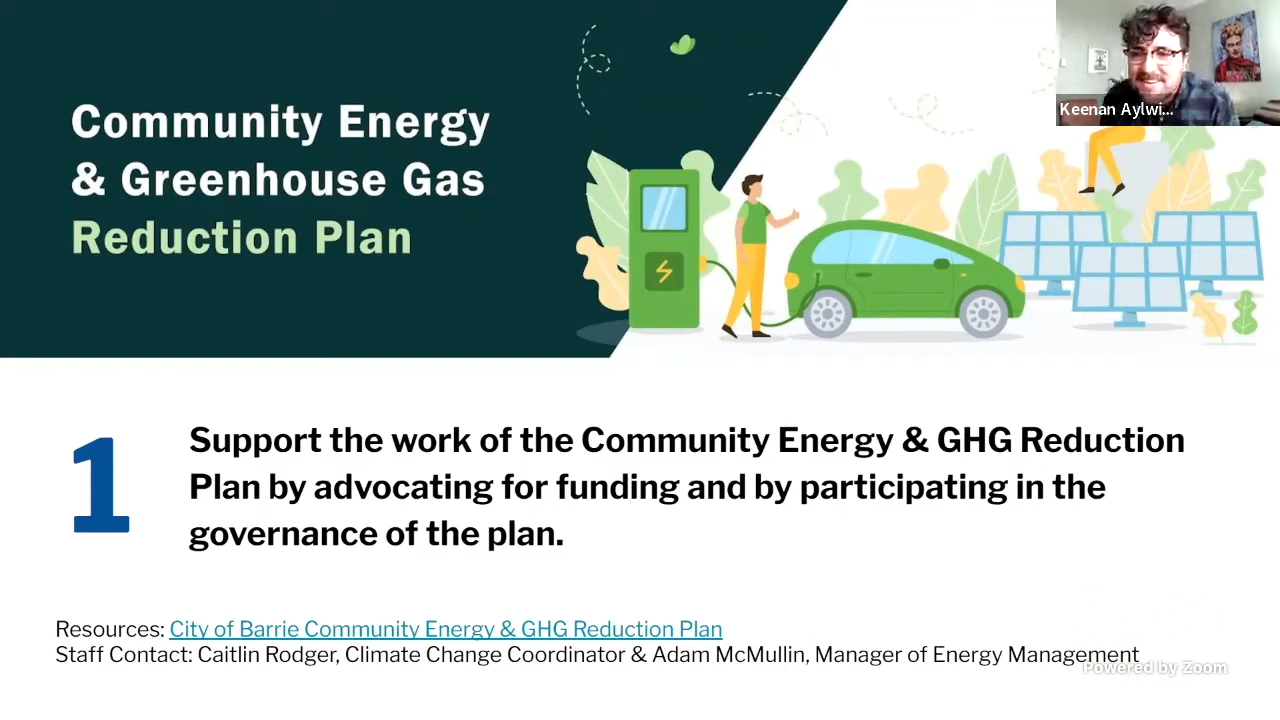 Community Energy
& Greenhouse Gas
Reduction Plan
Keenan Aylwi...
1
Support the work of the Community Energy & GHG Reduction
Plan by advocating for funding and by participating in the
governance of the plan.
Resources: City of Barrie Community Energy & GHG Reduction Plan
Staff Contact: Caitlin Rodger, Climate Change Coordinator & Adam McMullin, Manager of Energy Management
Powered by Zoom